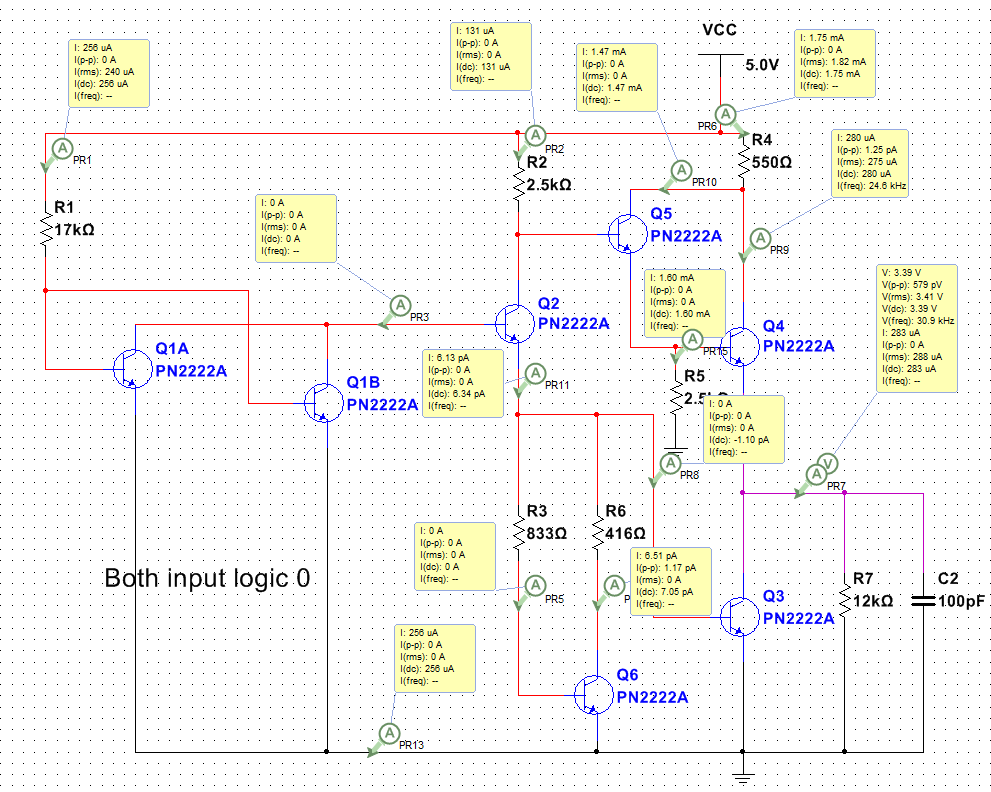 I: 256 uA
I(p-p): 0 A
I(rms): 240 uA
I(dc): 256 uA
I(freq): --
I: 131 uA
I(p-p): 0 A
I(rms): 0 A
I(dc): 131 uA
I(freq): --
I: 1.47 mA
I(p-p): 0 A
I(rms): 0 A
I(dc): 1.47 mA
I(freq): --
VCC
5.0V
I: 1.75 mA
I(p-p): 0 A
I(rms): 1.82 mA
I(dc): 1.75 mA
I(freq): --
A
PR1
A
PR2
A
PR6
R4
550Ω
I: 280 uA
I(p-p): 1.25 pA
I(rms): 275 uA
I(dc): 280 uA
I(freq): 24.6 kHz
R2
2.5kΩ
A
PR10
R1
17kΩ
I: 0 A
I(p-p): 0 A
I(rms): 0 A
I(dc): 0 A
I(freq): --
Q5
PN2222A
A
PR9
I: 1.60 mA
I(p-p): 0 A
I(rms): 0 A
I(dc): 1.60 mA
I(freq): --
V: 3.39 V
V(p-p): 579 pV
V(rms): 3.41 V
V(dc): 3.39 V
V(freq): 30.9 kHz
I: 283 uA
I(p-p): 0 A
I(rms): 288 uA
I(dc): 283 uA
I(freq): --
A
PR3
Q2
PN2222A
Q4
PN2222A
A
PR15
Q1A
PN2222A
I: 6.13 pA
I(p-p): 0 A
I(rms): 0 A
I(dc): 6.34 pA
I(freq): --
A
PR11
R5
Q1B
PN2222A
I: 0 A
I(p-p): 0 A
I(rms): 0 A
I(dc): -1.10 pA
I(freq): --
A
PR8
A
V
PR7
R3
833Ω
R6
416Ω
I: 0 A
I(p-p): 0 A
I(rms): 0 A
I(dc): 0 A
I(freq): --
I: 6.51 pA
I(p-p): 1.17 pA
I(rms): 0 A
I(dc): 7.05 pA
I(freq): --
Both input logic 0
A
PR5
A
Q3
PN2222A
R7
12kΩ
C2
100pF
I: 256 uA
I(p-p): 0 A
I(rms): 0 A
I(dc): 256 uA
I(freq): --
Q6
PN2222A
A
PR13